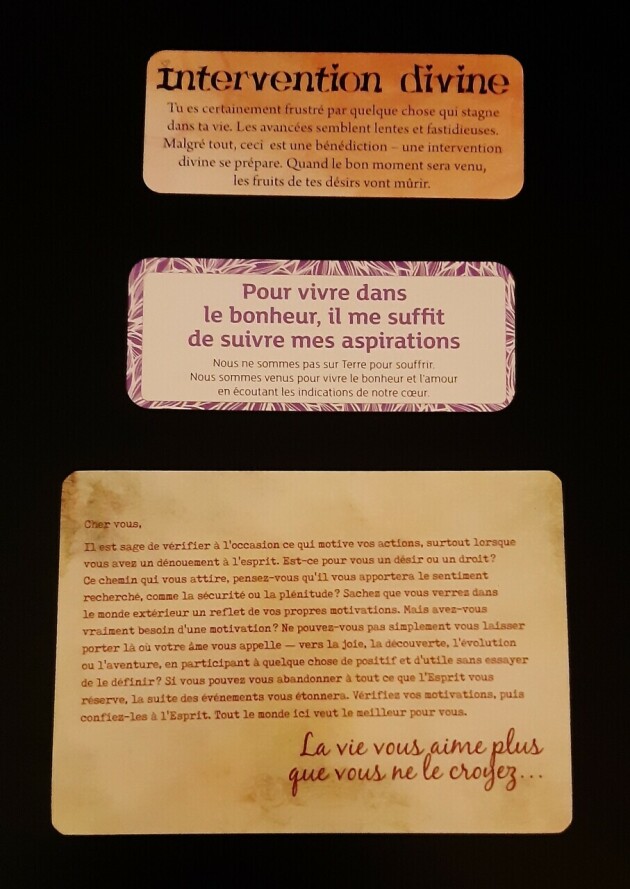 Intervention divine
Tu es certainement frustré par quelque chose qui stagne
dans ta vie. Les avancées semblent lentes et fastidieuses.
Malgré tout, ceci est une bénédiction – une intervention
divine se prépare. Quand le bon moment sera venu,
les fruits de tes désirs vont mûrir.
Pour vivre dans
le bonheur, il me suffit
de suivre mes aspirations
Nous ne sommes pas sur Terre pour souffrir.
Nous sommes venus pour vivre le bonheur et l'amour
en écoutant les indications de notre cœur.
Cher vous,
Il est sage de vérifier à l'occasion ce qui motive vos actions, surtout lorsque
vous avez un dénouement à l'esprit. Est-ce pour vous un désir ou un droit?
Ce chemin qui vous attire, pensez-vous qu'il vous apportera le sentiment
recherché, comme la sécurité ou la plénitude? Sachez que vous verrez dans
le monde extérieur un reflet de vos propres motivations. Mais avez-vous
vraiment besoin d'une motivation? Ne pouvez-vous pas simplement vous laisser
porter là où votre âme vous appelle — vers la joie, la découverte, l'évolution
ou l'aventure, en participant à quelque chose de positif et d'utile sans essayer
de le définir? Si vous pouvez vous abandonner à tout ce que l'Esprit vous
réserve, la suite des événements vous étonnera. Vérifiez vos motivations, puis
confiez-les à l'Esprit. Tout le monde ici veut le meilleur pour vous.
La vie vous aime plus
que vous ne le croyez...